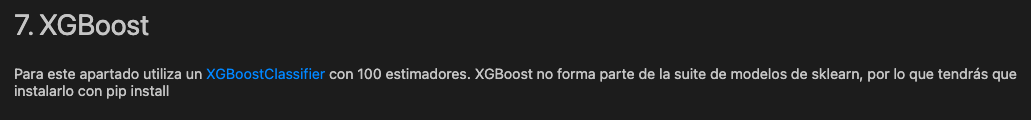 7. XGBoost
Para este apartado utiliza un XGBoostClassifier con 100 estimadores. XGBoost no forma parte de la suite de modelos de sklearn, por lo que tendrás que
instalarlo con pip install